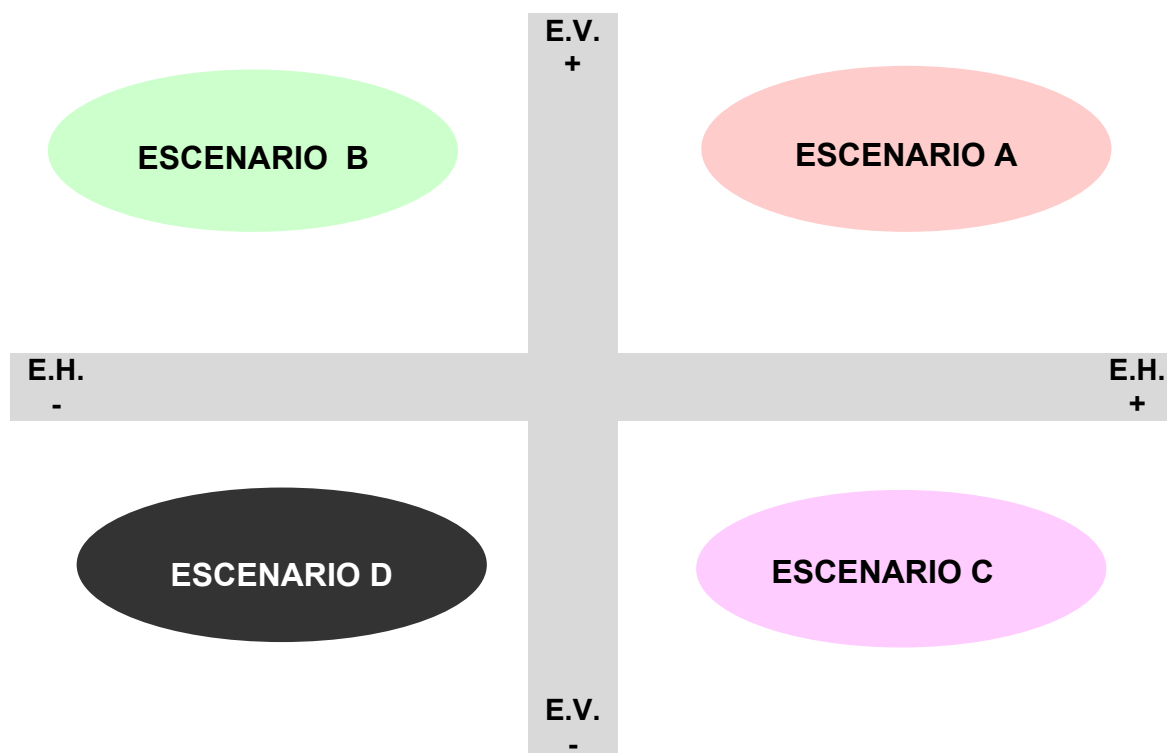 E.V.
+
ESCENARIO B
ESCENARIO A
E.H.
-
E.H.
+
ESCENARIO D
ESCENARIO C
E.V.
-